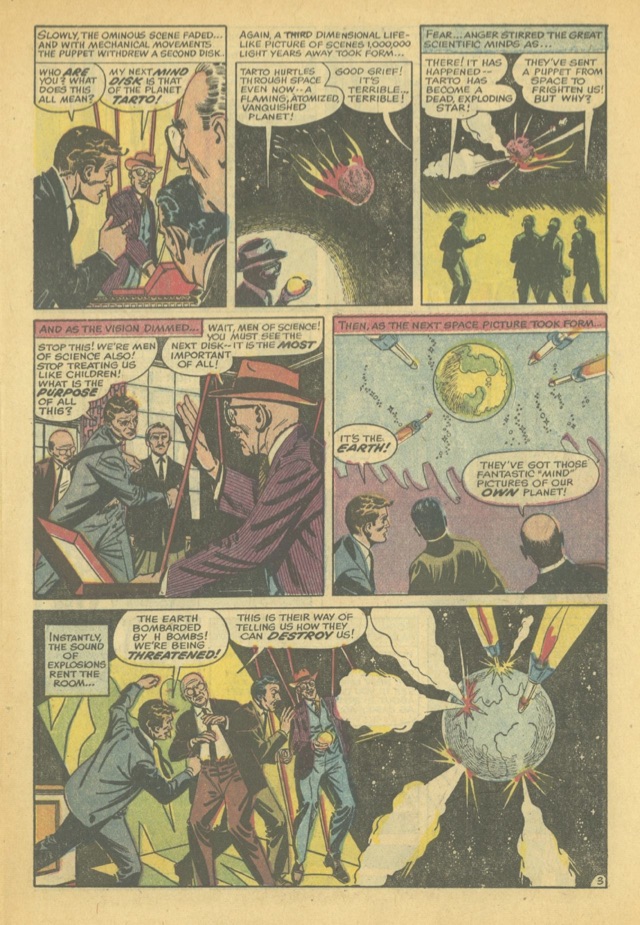 SLOWLY, THE OMINOUS SCENE FADED...
AND WITH MECHANICAL MOVEMENTS
THE PUPPET WITHDREW A SECOND DISK.
WHO ARE
YOU? WHAT
DOES THIS
ALL MEAN?
MY NEXT MIND
DISK IS THAT
OF THE PLANET
TARTO!
AGAIN, A THIRD DIMENSIONAL LIFE-
LIKE PICTURE OF SCENES 1,000,000
LIGHT YEARS AWAY TOOK FORM...
TARTO HURTLES
THROUGH SPACE
EVEN NOW--A
FLAMING, ATOMIZED,
VANQUISHED
PLANET!
GOOD GRIEF!
IT'S
TERRIBLE...
TERRIBLE!
FEAR...ANGER STIRRED THE GREAT
SCIENTIFIC MINDS AS...
THERE! IT HAS
HAPPENED--
TARTO HAS
BECOME A
DEAD, EXPLODING
STAR!
THEY'VE SENT
A PUPPET FROM
SPACE TO
FRIGHTEN US!
BUT WHY?
AND AS THE VISION DIMMED...
STOP THIS! WE'RE MEN
OF SCIENCE ALSO!
STOP TREATING US
LIKE CHILDREN!
WHAT IS THE
PURPOSE
OF ALL
THIS?
WAIT, MEN OF SCIENCE!
YOU MUST SEE THE
NEXT DISK--IT IS THE MOST
IMPORTANT
OF ALL!
THEN, AS THE NEXT SPACE PICTURE TOOK FORM...
IT'S THE
EARTH!
THEY'VE GOT THOSE
FANTASTIC "MIND"
PICTURES OF OUR
OWN PLANET!
INSTANTLY,
THE SOUND
OF
EXPLOSIONS
RENT THE
ROOM...
THE EARTH
BOMBARDED
BY H BOMBS!
WE'RE BEING
THREATENED!
THIS IS THEIR WAY OF
TELLING US HOW THEY
CAN DESTROY US!
3